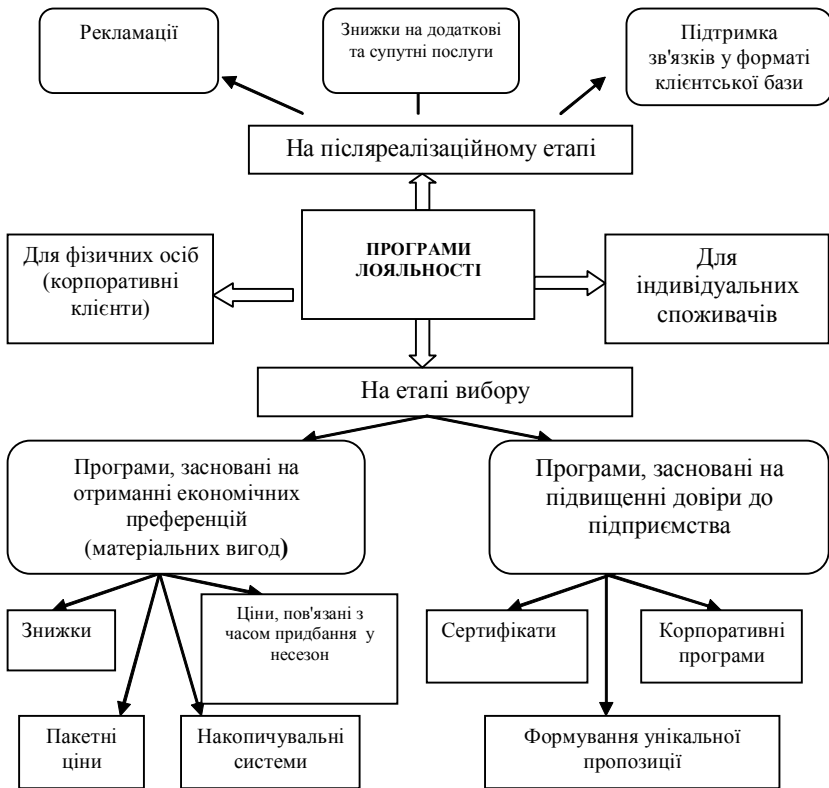 Рекламації
Знижки на додаткові
та супутні послуги
Підтримка
зв'язків у форматі
клієнтської бази
На післяреалізаційному етапі
Для фізичних осіб
(корпоративні
клієнти)
ПРОГРАМИ
ЛОЯЛЬНОСТІ
Для
індивідуальних
споживачів
На етапі вибору
Програми, засновані на
отриманні економічних
преференцій
(матеріальних вигод)
Програми, засновані на
підвищенні довіри до
підприємства
Знижки
Ціни, пов'язані з
часом придбання у
несезон
Сертифікати
Корпоративні
програми
Пакетні
ціни
Накопичувальні
системи
Формування унікальної
пропозиції